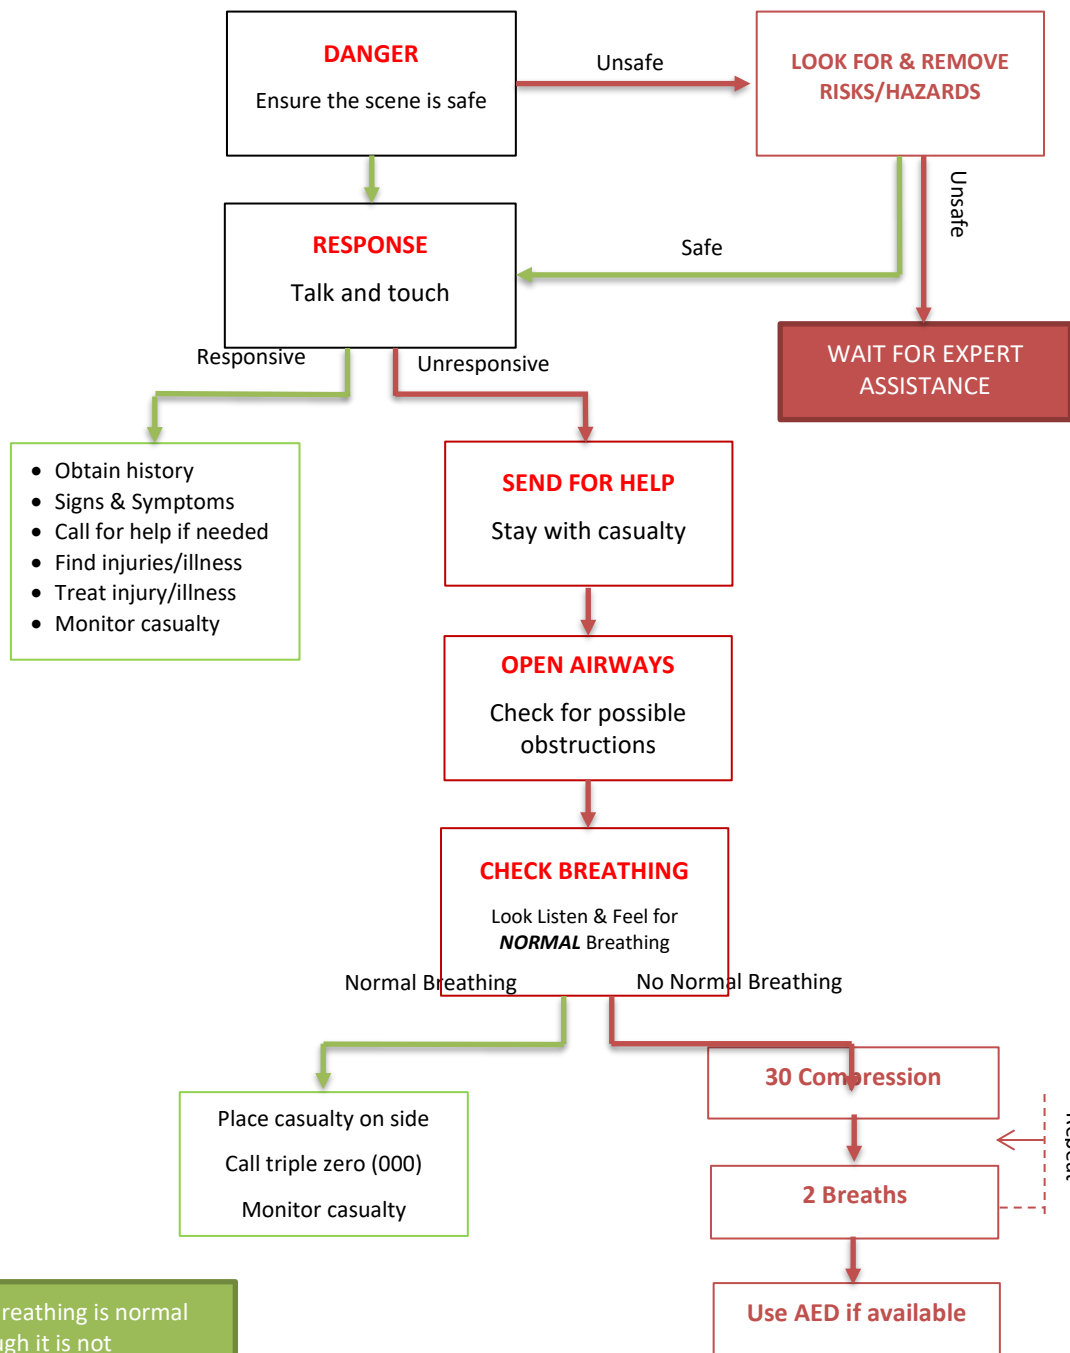 DANGER
Ensure the scene is safe
Unsafe
LOOK FOR & REMOVE
RISKS/HAZARDS
Unsafe
RESPONSE
Talk and touch
Safe
WAIT FOR EXPERT
ASSISTANCE
Responsive
Unresponsive
• Obtain history
• Signs & Symptoms
• Call for help if needed
• Find injuries/illness
• Treat injury/illness
• Monitor casualty
SEND FOR HELP
Stay with casualty
OPEN AIRWAYS
Check for possible
obstructions
CHECK BREATHING
Look Listen & Feel for
NORMAL Breathing
Normal Breathing
No Normal Breathing
Place casualty on side
Call triple zero (000)
Monitor casualty
30 Compression
Repeat
2 Breaths
Use AED if available
reathing is normal
ugh it is not